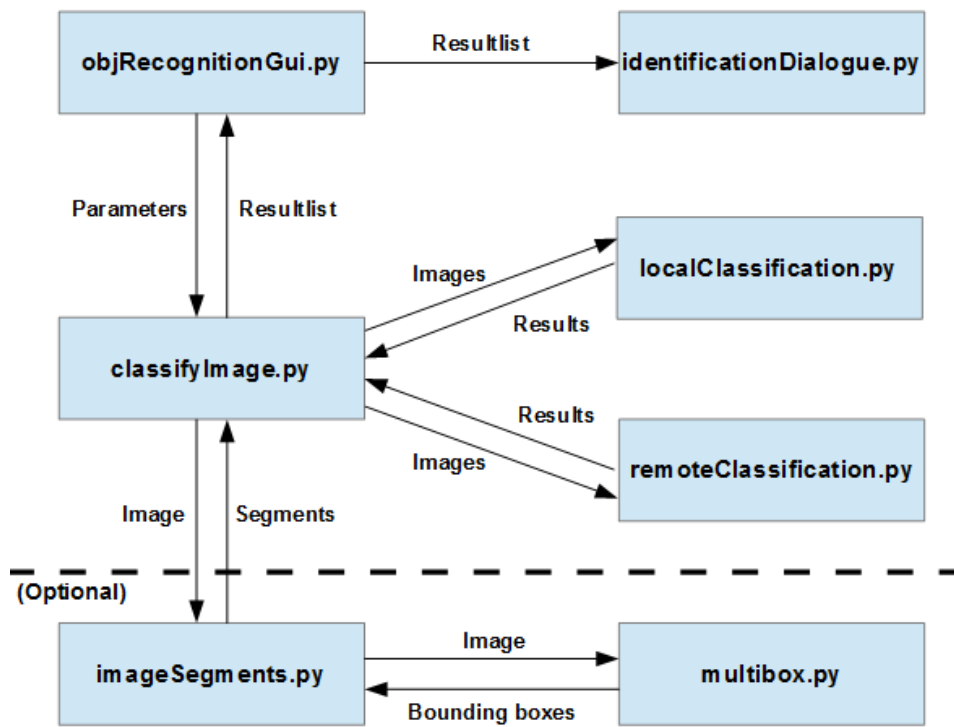 objRecognitionGui.py
Resultlist
identificationDialogue.py
Parameters
Resultlist
Images
localClassification.py
Results
classifyImage.py
Results
Images
remoteClassification.py
Image
Segments
(Optional)
imageSegments.py
Image
multibox.py
Bounding boxes